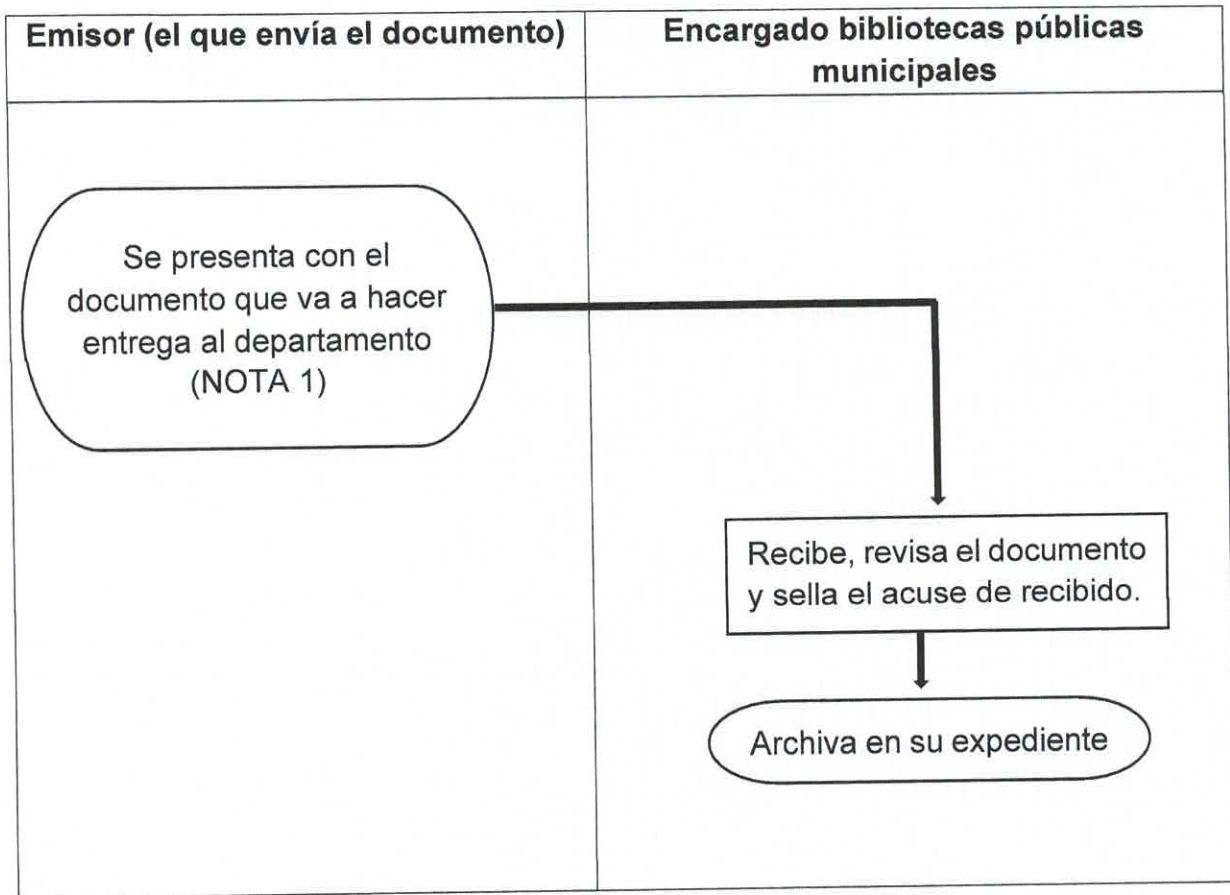 Emisor (el que envía el documento)
Encargado bibliotecas públicas
municipales
Se presenta con el
documento que va a hacer
entrega al departamento
(NOTA 1)
Recibe, revisa el documento
y sella el acuse de recibido.
Archiva en su expediente